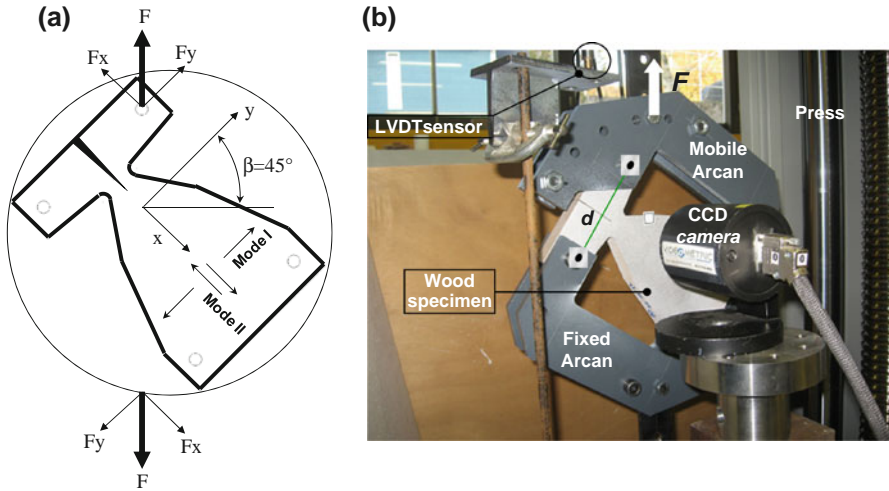 (a)
F
Fx
Fy
y
β=45°
x
Mode I
Mode II
Fy
Fx
F
(b)
F
LVDTsensor
Press
Mobile
Arcan
d
CCD
camera
Wood
specimen
Fixed
Arcan